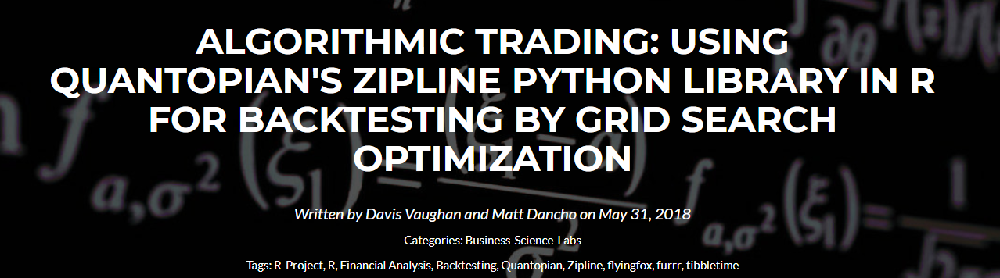 ALGORITHMIC TRADING: USING
QUANTOPIAN'S ZIPLINE PYTHON LIBRARY IN R
FOR BACKTESTING BY GRID SEARCH
OPTIMIZATION
Written by Davis Vaughan and Matt Dancho on May 31, 2018
Categories: Business-Science-Labs
Tags: R-Project, R, Financial Analysis, Backtesting, Quantopian, Zipline, flyingfox, furrr, tibbletime